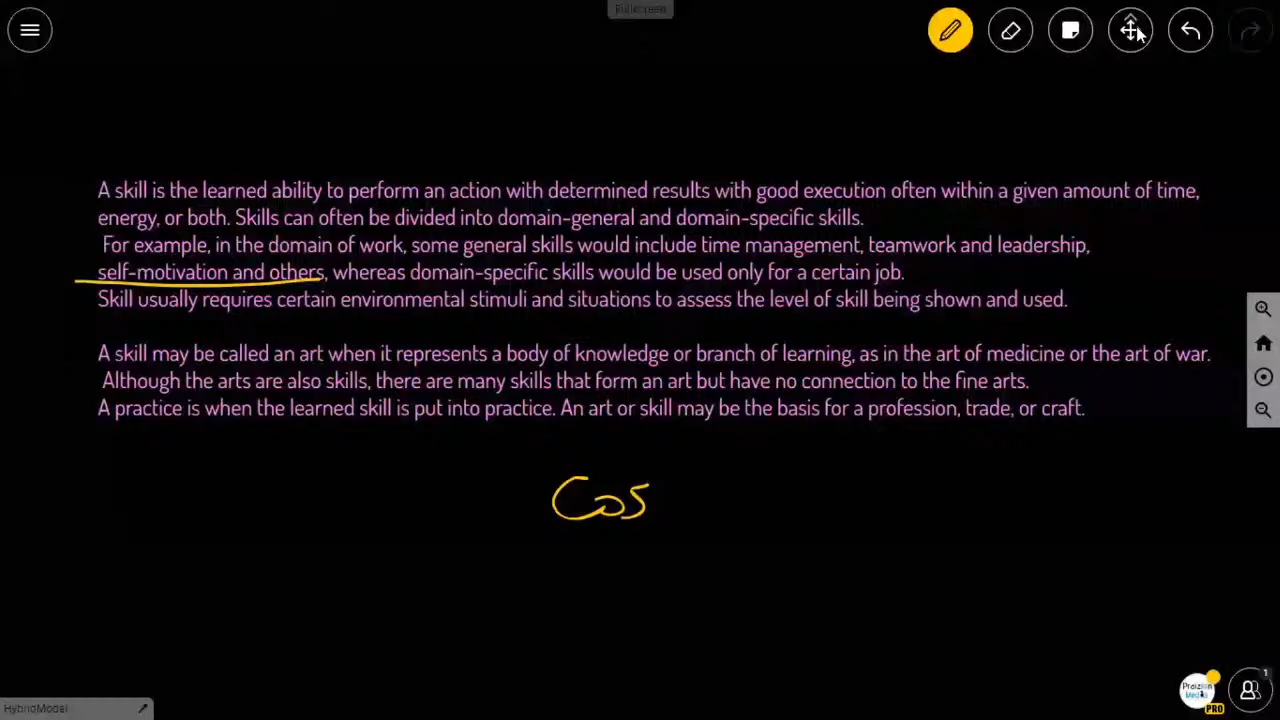 Fullscreen
A skill is the learned ability to perform an action with determined results with good execution often within a given amount of time,
energy, or both. Skills can often be divided into domain-general and domain-specific skills.
For example, in the domain of work, some general skills would include time management, teamwork and leadership,
self-motivation and others, whereas domain-specific skills would be used only for a certain job.
Skill usually requires certain environmental stimuli and situations to assess the level of skill being shown and used.
A skill may be called an art when it represents a body of knowledge or branch of learning, as in the art of medicine or the art of war.
Although the arts are also skills, there are many skills that form an art but have no connection to the fine arts.
A practice is when the learned skill is put into practice. An art or skill may be the basis for a profession, trade, or craft.
Cos
HybridModel
PRO
1